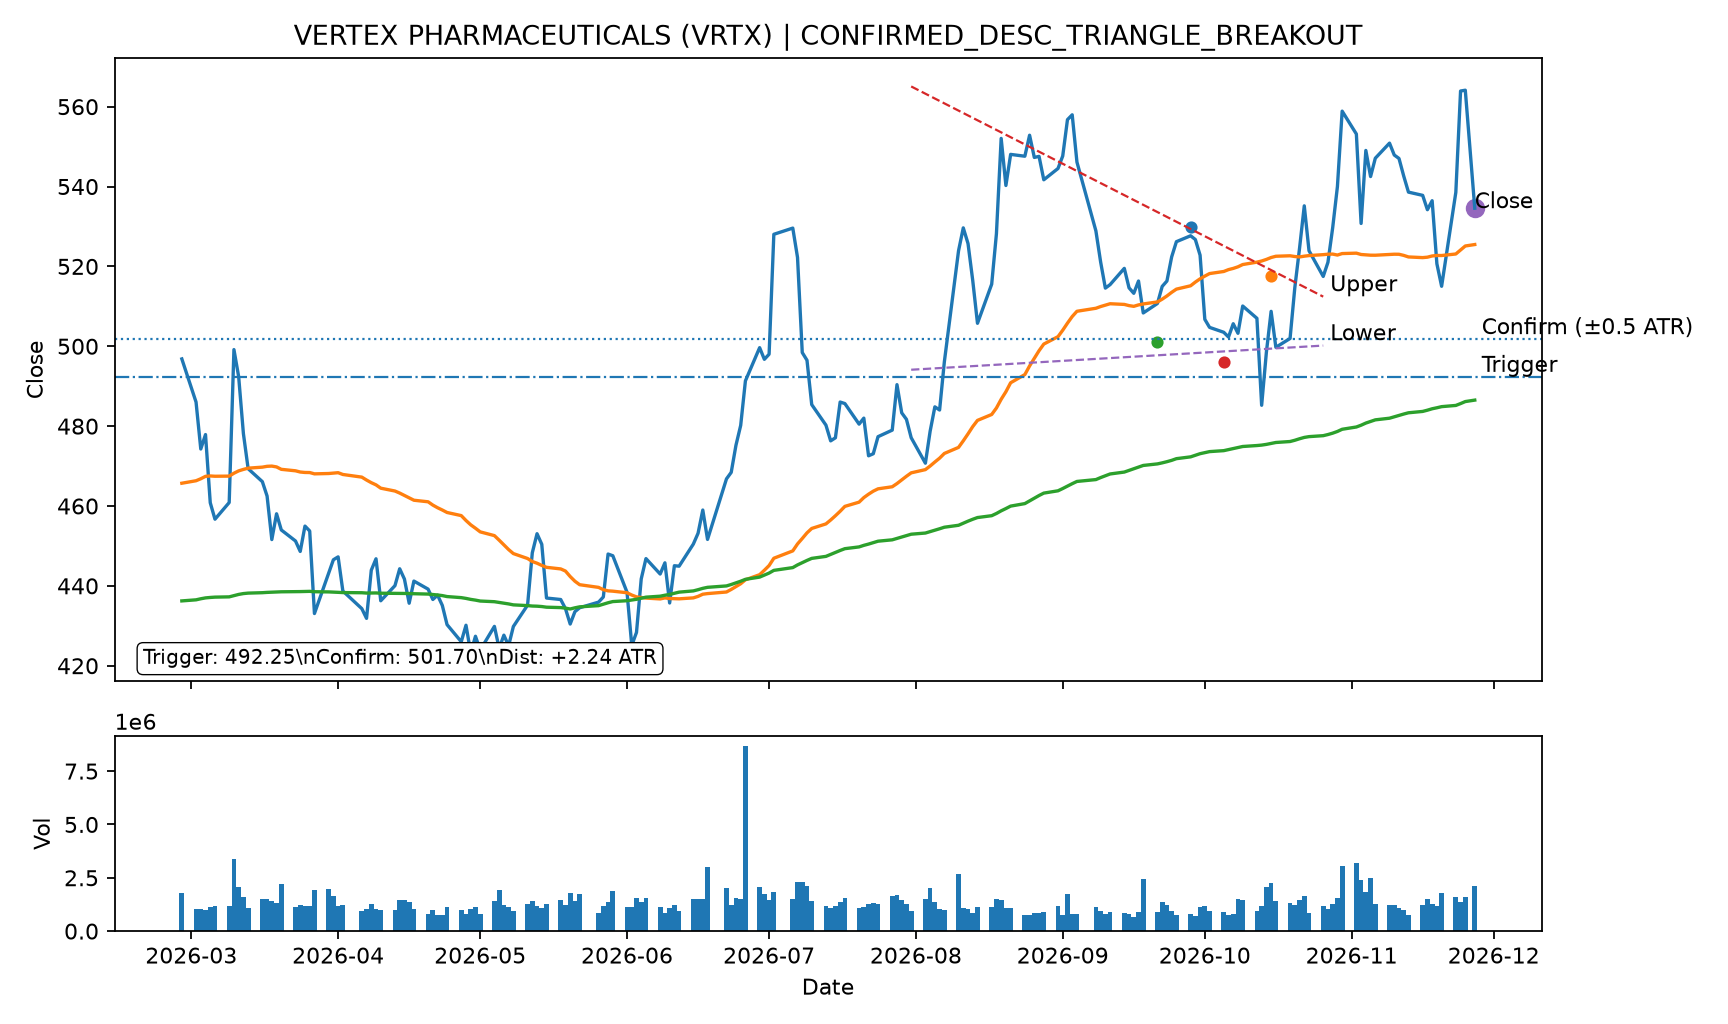 VERTEX PHARMACEUTICALS (VRTX) | CONFIRMED_DESC_TRIANGLE_BREAKOUT
Close
560
540
520
500
480
460
440
420
Close
Upper
Lower
Confirm (±0.5 ATR)
Trigger
Trigger: 492.25\nConfirm: 501.70\nDist: +2.24 ATR
1e6
Vol
7.5
5.0
2.5
0.0
2026-03 2026-04 2026-05 2026-06 2026-07 2026-08 2026-09 2026-10 2026-11 2026-12
Date